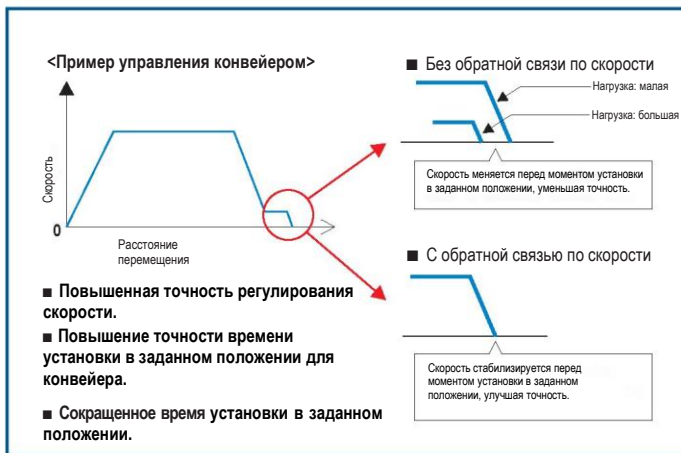 <Пример управления конвейером>
Скорость
0
Расстояние
перемещения
■ Повышенная точность регулирования
скорости.
■ Повышение точности времени
установки в заданном положении для
конвейера.
■ Сокращенное время установки в заданном
положении.
■ Без обратной связи по скорости
Нагрузка: малая
Нагрузка: большая
Скорость меняется перед моментом установки
в заданном положении, уменьшая точность.
■ С обратной связью по скорости
Скорость стабилизируется перед
моментом установки в заданном
положении, улучшая точность.